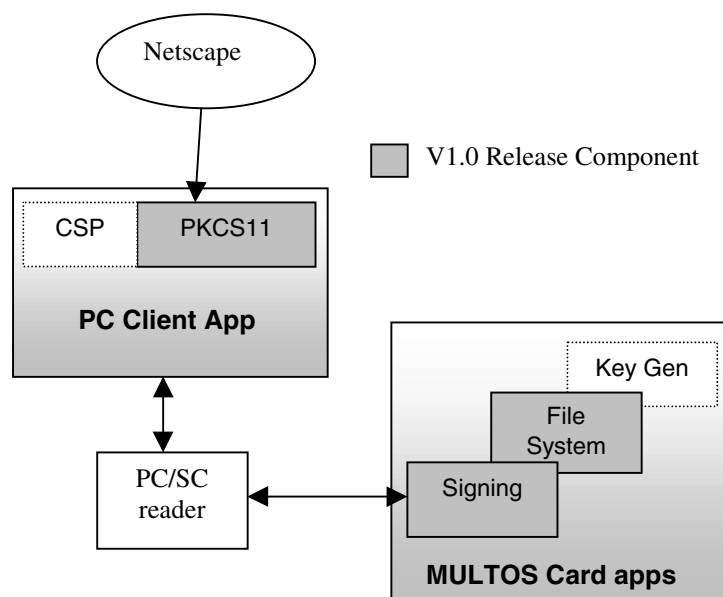 Netscape
V1.0 Release Component
CSP
PKCS11
PC Client App
Key Gen
File
System
PC/SC
reader
Signing
MULTOS Card apps